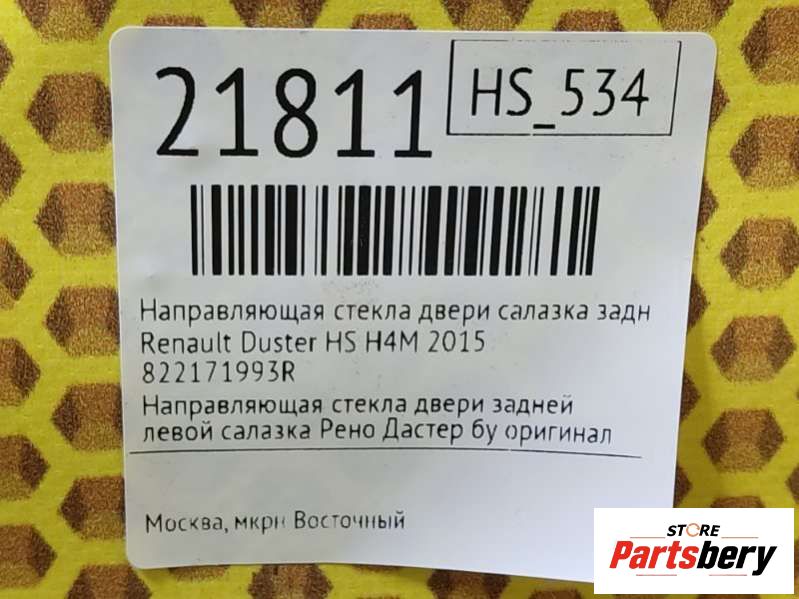 21811
HS_534
Направляющая стекла двери салазка задн
Renault Duster HS H4M 2015
822171993R
Направляющая стекла двери задней
левой салазка Рено Дастер бу оригинал
Москва, мкрн Восточный
STORE
Partsbery